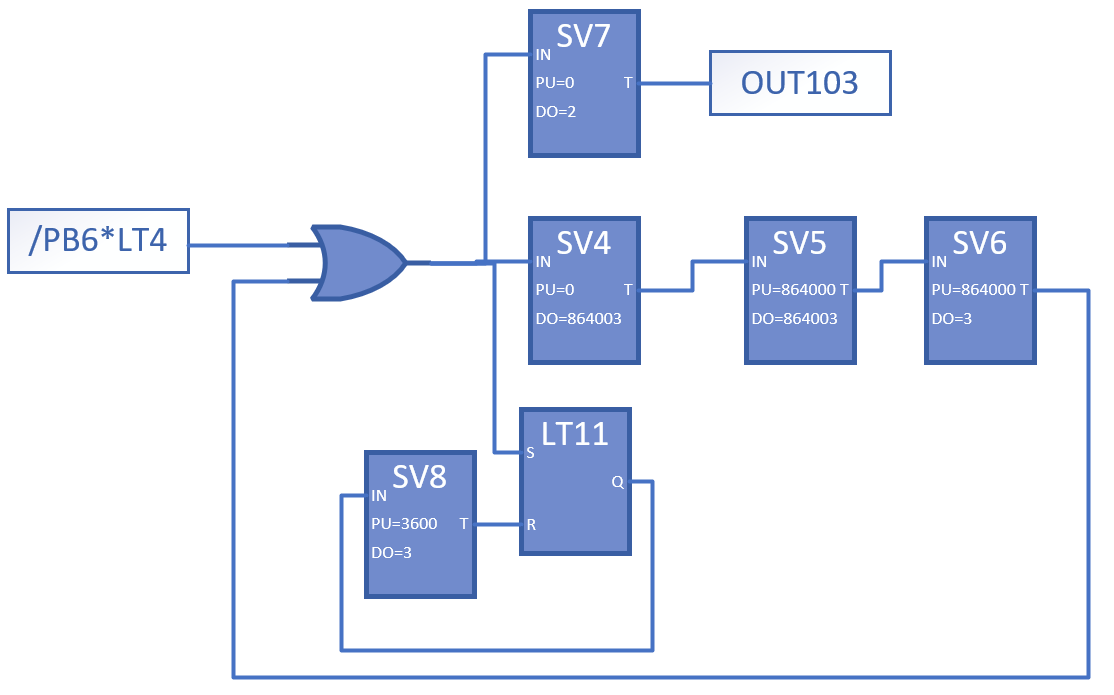 SV7
IN
PU=0 T
DO=2
OUT103
/PB6*LT4
SV4
IN
PU=0 T
DO=864003
SV5
IN
PU=864000 T
DO=864003
SV6
IN
PU=864000 T
DO=3
LT11
S
Q
R
SV8
IN
PU=3600 T
DO=3